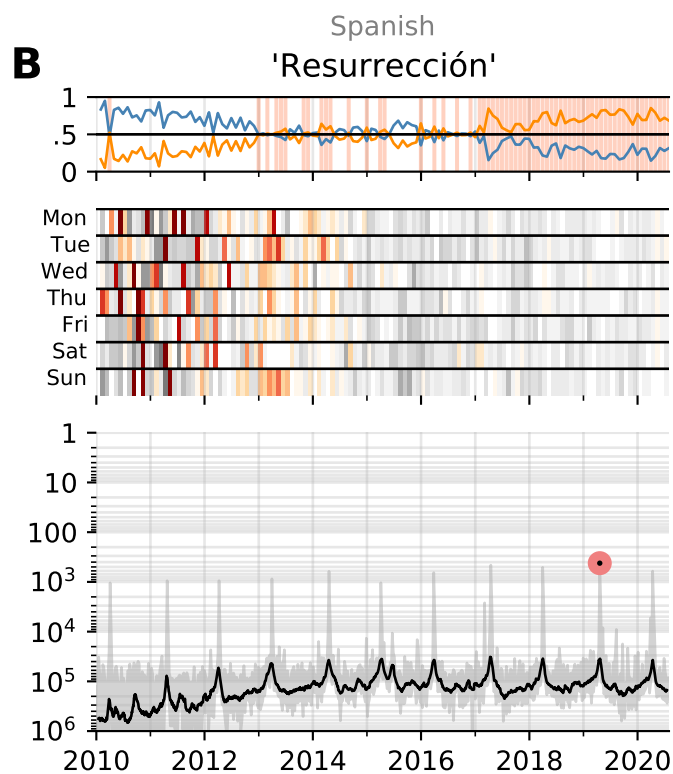 Spanish
B
'Resurrección'
1
.5
0
Mon
Tue
Wed
Thu
Fri
Sat
Sun
1
10
100
10³
10⁴
10⁵
10⁶
2010 2012 2014 2016 2018 2020